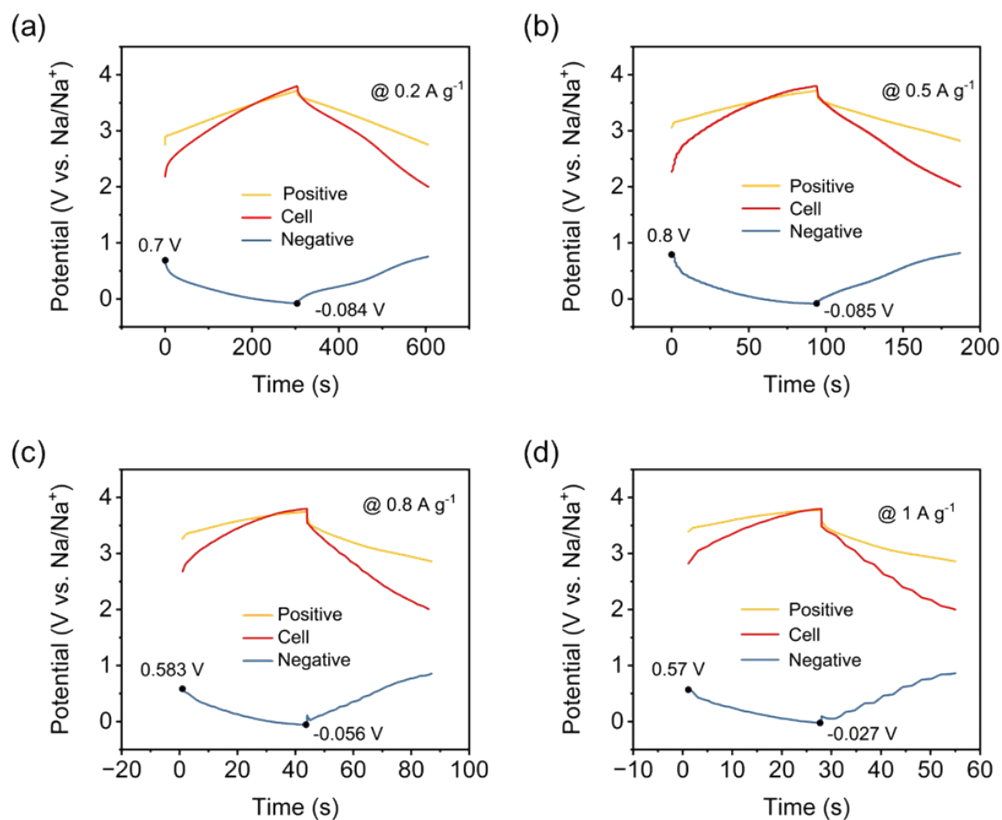 (a)
Potential (V vs. Na/Na⁺)
4
3
2
1
0
@ 0.2 A g⁻¹
Positive
Cell
Negative
0.7 V
-0.084 V
0 200 400 600
Time (s)
(b)
Potential (V vs. Na/Na⁺)
4
3
2
1
0
@ 0.5 A g⁻¹
Positive
Cell
Negative
0.8 V
-0.085 V
0 50 100 150 200
Time (s)
(c)
Potential (V vs. Na/Na⁺)
4
3
2
1
0
@ 0.8 A g⁻¹
Positive
Cell
Negative
0.583 V
-0.056 V
−20 0 20 40 60 80 100
Time (s)
(d)
Potential (V vs. Na/Na⁺)
4
3
2
1
0
@ 1 A g⁻¹
Positive
Cell
Negative
0.57 V
-0.027 V
−10 0 10 20 30 40 50 60
Time (s)